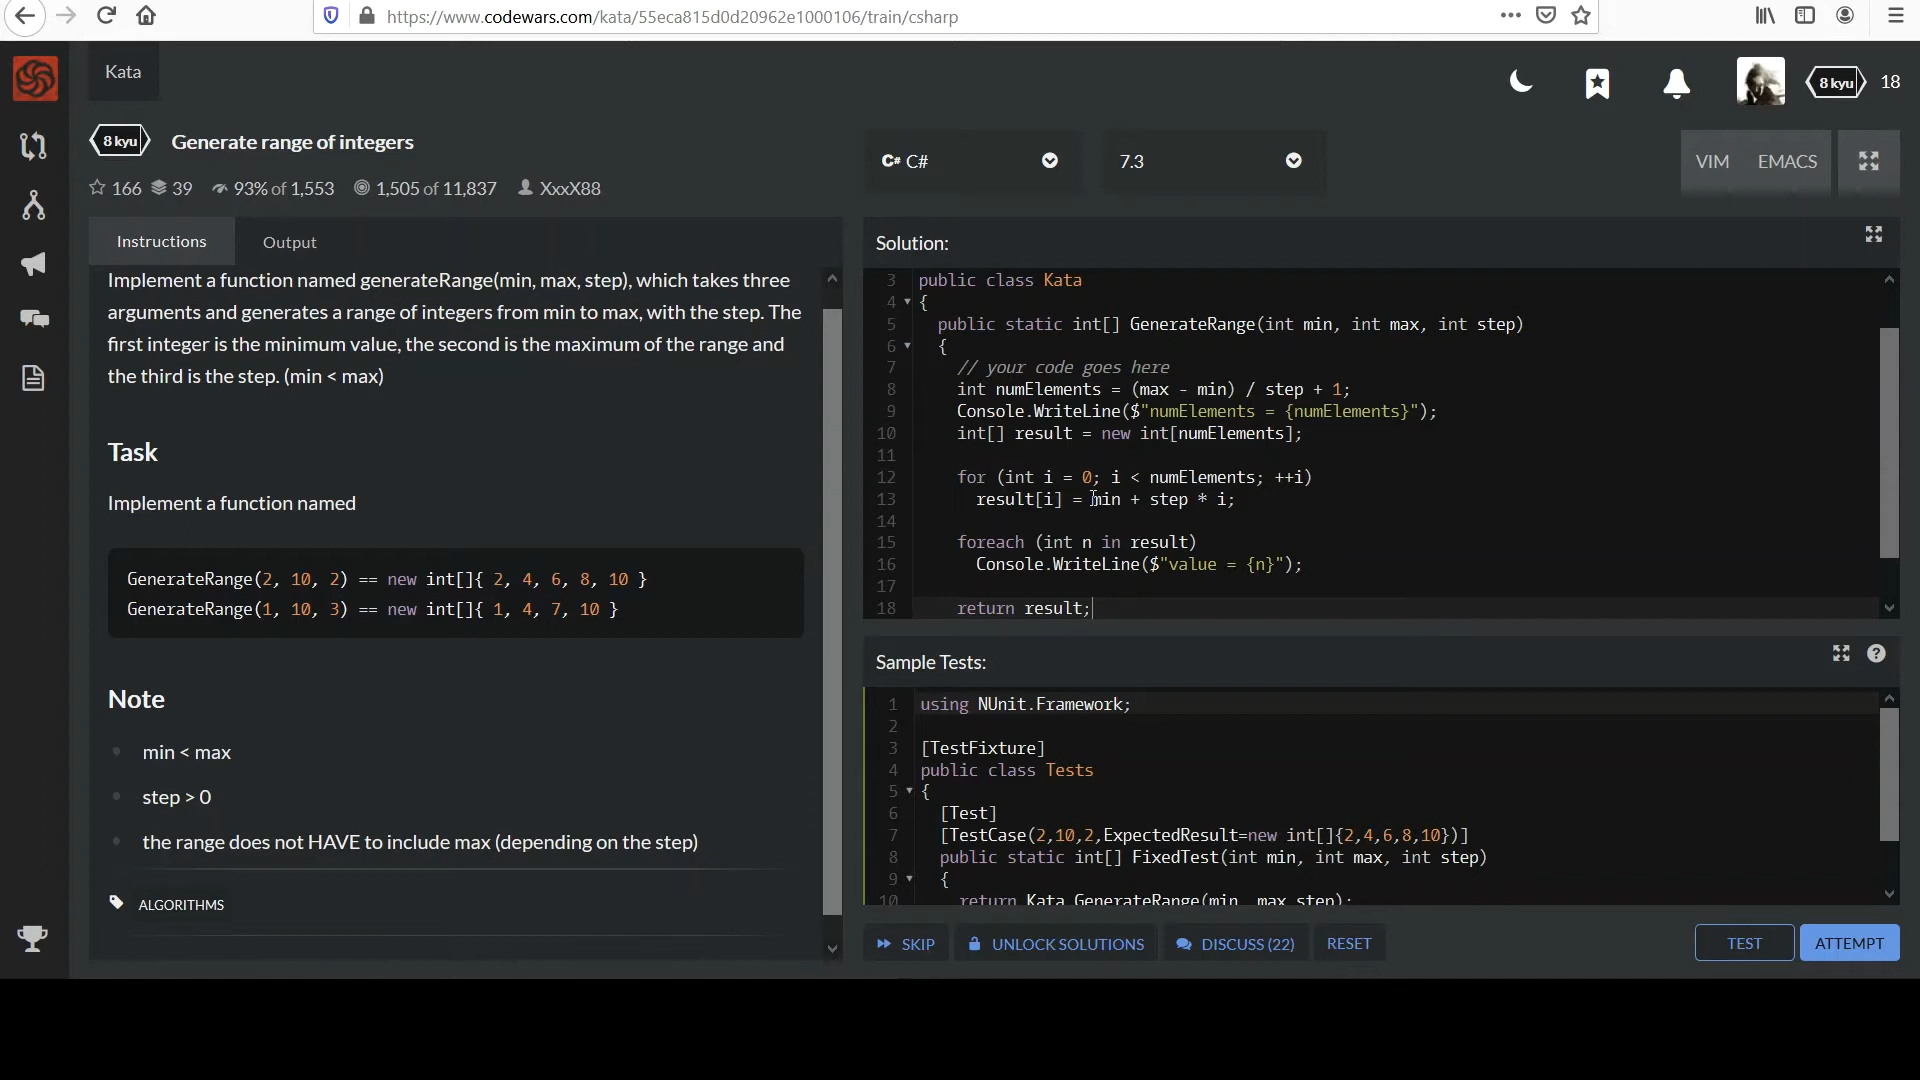 https://www.codewars.com/kata/55eca815d0d20962e1000106/train/csharp
Kata
8 kyu 18
8 kyu Generate range of integers
166 39 93% of 1,553 1,505 of 11,837 XxxX88
C# C#
7.3
VIM EMACS
Instructions Output
Implement a function named generateRange(min, max, step), which takes three
arguments and generates a range of integers from min to max, with the step. The
first integer is the minimum value, the second is the maximum of the range and
the third is the step. (min < max)
Task
Implement a function named
GenerateRange(2, 10, 2) == new int[]{ 2, 4, 6, 8, 10 }
GenerateRange(1, 10, 3) == new int[]{ 1, 4, 7, 10 }
Note
min < max
step > 0
the range does not HAVE to include max (depending on the step)
ALGORITHMS
Solution:
3 public class Kata
4 {
5 public static int[] GenerateRange(int min, int max, int step)
6 {
7 // your code goes here
8 int numElements = (max - min) / step + 1;
9 Console.WriteLine($"numElements = {numElements}");
10 int[] result = new int[numElements];
11
12 for (int i = 0; i < numElements; ++i)
13 result[i] = min + step * i;
14
15 foreach (int n in result)
16 Console.WriteLine($"value = {n}");
17
18 return result;
Sample Tests:
1 using NUnit.Framework;
2
3 [TestFixture]
4 public class Tests
5 {
6 [Test]
7 [TestCase(2,10,2,ExpectedResult=new int[]{2,4,6,8,10})]
8 public static int[] FixedTest(int min, int max, int step)
9 {
10 return Kata.GenerateRange(min, max,step);
SKIP UNLOCK SOLUTIONS DISCUSS (22) RESET TEST ATTEMPT